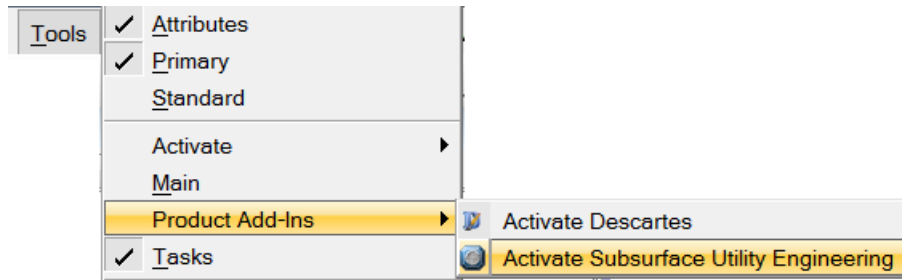 Tools
Attributes
Primary
Standard
Activate
Main
Product Add-Ins
Activate Descartes
Tasks
Activate Subsurface Utility Engineering